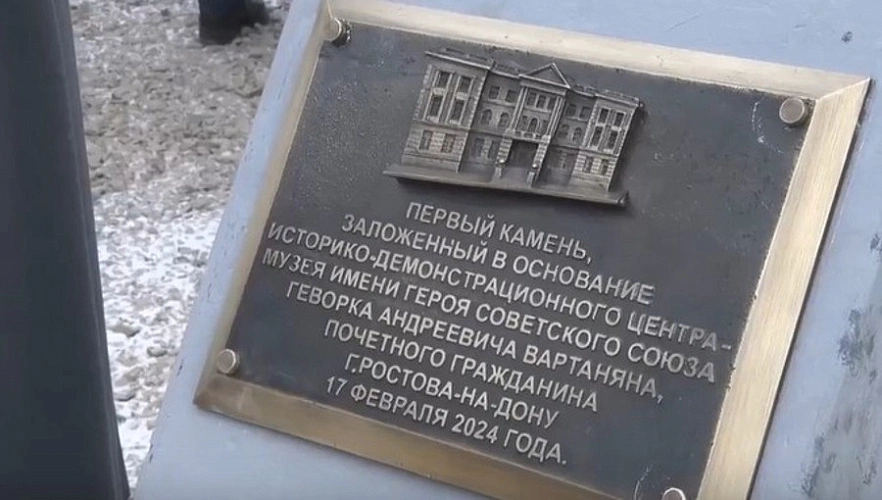 ПЕРВЫЙ КАМЕНЬ,
ЗАЛОЖЕННЫЙ В ОСНОВАНИЕ
ИСТОРИКО-ДЕМОНСТРАЦИОННОГО ЦЕНТРА-
МУЗЕЯ ИМЕНИ ГЕРОЯ СОВЕТСКОГО СОЮЗА
ГЕВОРКА АНДРЕЕВИЧА ВАРТАНЯНА,
ПОЧЕТНОГО ГРАЖДАНИНА
Г.РОСТОВА-НА-ДОНУ
17 ФЕВРАЛЯ 2024 ГОДА.